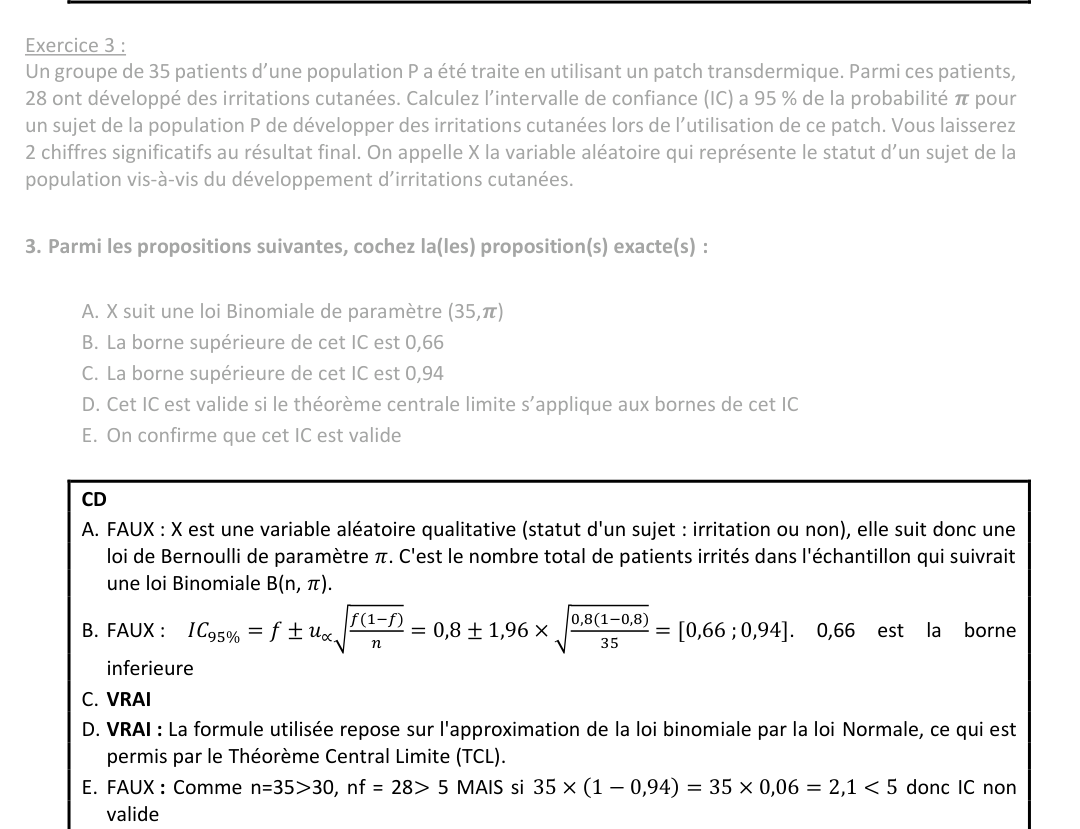 Exercice 3 :
Un groupe de 35 patients d’une population P a été traite en utilisant un patch transdermique. Parmi ces patients,
28 ont développé des irritations cutanées. Calculez l’intervalle de confiance (IC) a 95 % de la probabilité 𝝅 pour
un sujet de la population P de développer des irritations cutanées lors de l’utilisation de ce patch. Vous laisserez
2 chiffres significatifs au résultat final. On appelle X la variable aléatoire qui représente le statut d’un sujet de la
population vis-à-vis du développement d’irritations cutanées.
3. Parmi les propositions suivantes, cochez la(les) proposition(s) exacte(s) :
A. X suit une loi Binomiale de paramètre (35,𝝅)
B. La borne supérieure de cet IC est 0,66
C. La borne supérieure de cet IC est 0,94
D. Cet IC est valide si le théorème centrale limite s’applique aux bornes de cet IC
E. On confirme que cet IC est valide
CD
A. FAUX : X est une variable aléatoire qualitative (statut d'un sujet : irritation ou non), elle suit donc une
loi de Bernoulli de paramètre 𝜋. C'est le nombre total de patients irrités dans l'échantillon qui suivrait
une loi Binomiale B(n, 𝜋).
B. FAUX : 𝐼𝐶₉₅% = 𝑓 ± 𝑢∝√(𝑓(1−𝑓)/𝑛) = 0,8 ± 1,96 × √(0,8(1−0,8)/35) = [0,66 ; 0,94]. 0,66 est la borne
inferieure
C. VRAI
D. VRAI : La formule utilisée repose sur l'approximation de la loi binomiale par la loi Normale, ce qui est
permis par le Théorème Central Limite (TCL).
E. FAUX : Comme n=35>30, nf = 28> 5 MAIS si 35 × (1 − 0,94) = 35 × 0,06 = 2,1 < 5 donc IC non
valide